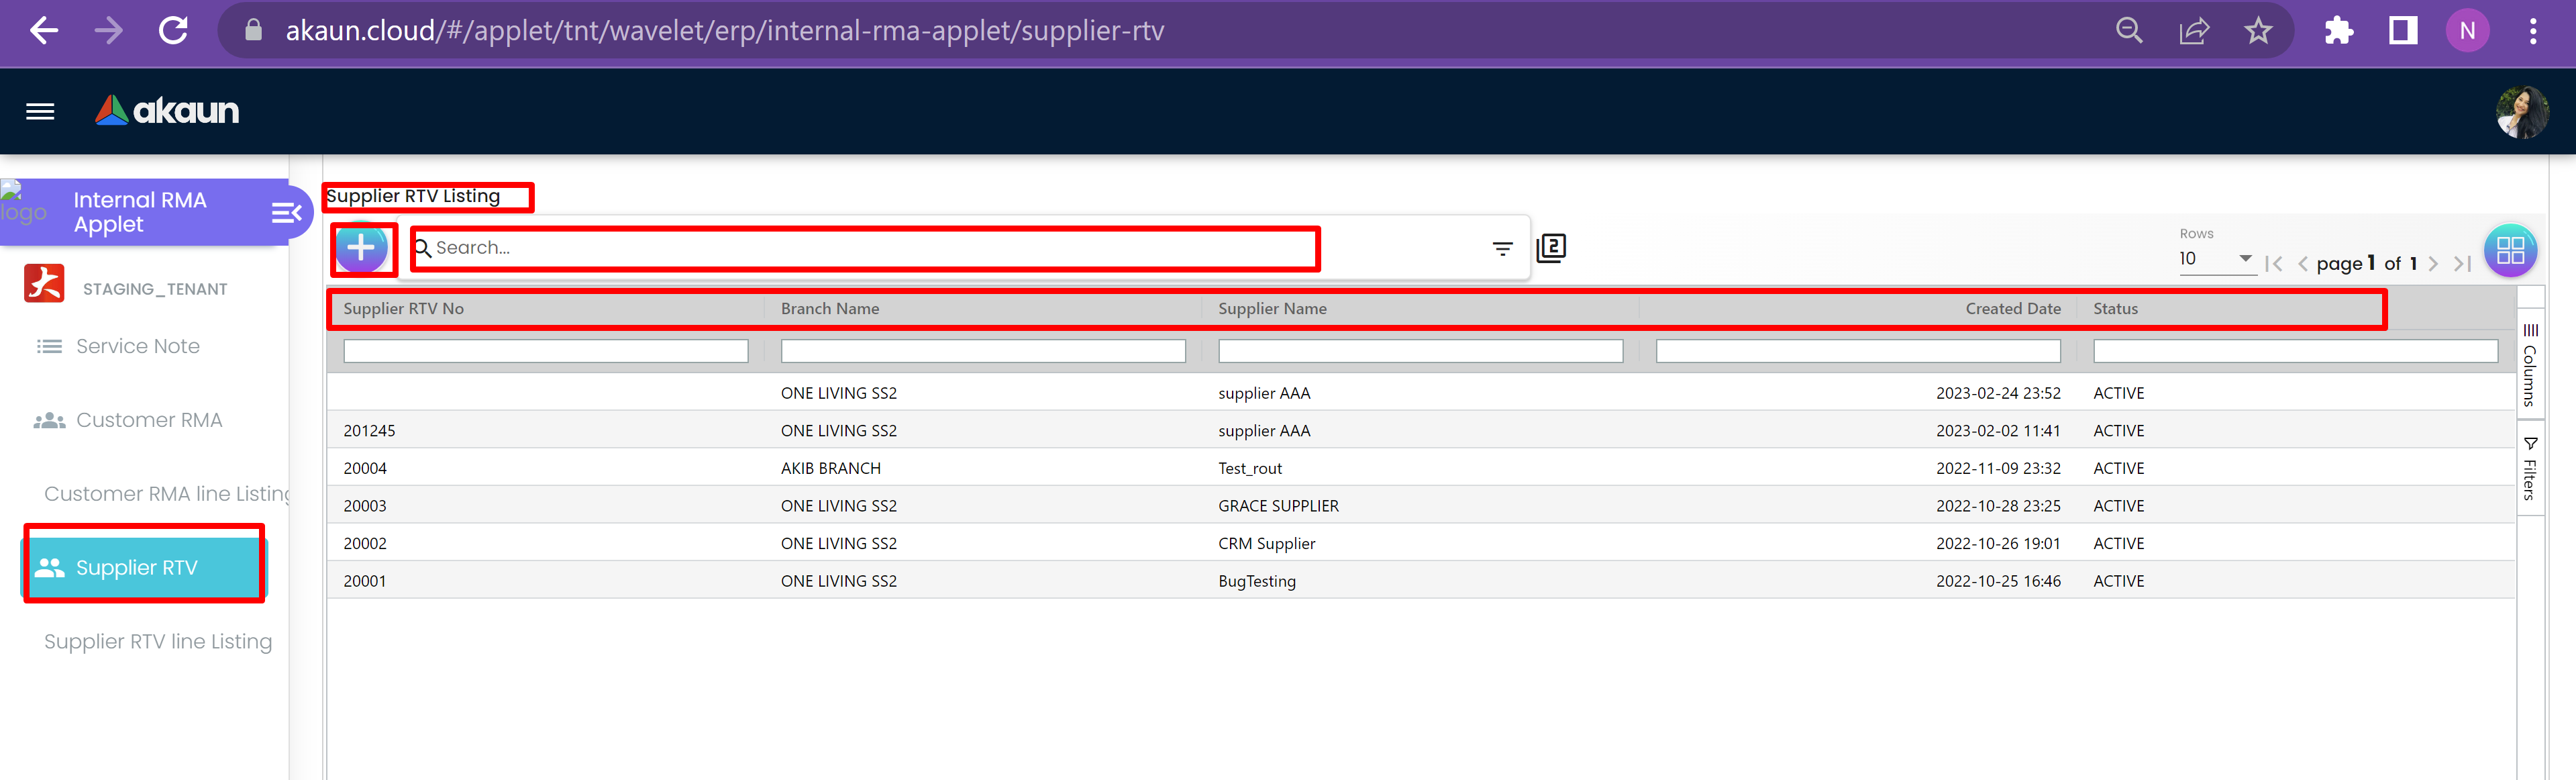 akaun.cloud/#/applet/tnt/wavelet/erp/internal-rma-applet/supplier-rtv
N
akaun
logo
Internal RMA
Applet
STAGING_TENANT
Service Note
Customer RMA
Customer RMA line Listing
Supplier RTV
Supplier RTV line Listing
Supplier RTV Listing
Search...
2
Rows
10
page 1 of 1
Supplier RTV No Branch Name Supplier Name Created Date Status
ONE LIVING SS2 supplier AAA 2023-02-24 23:52 ACTIVE
201245 ONE LIVING SS2 supplier AAA 2023-02-02 11:41 ACTIVE
20004 AKIB BRANCH Test_rout 2022-11-09 23:32 ACTIVE
20003 ONE LIVING SS2 GRACE SUPPLIER 2022-10-28 23:25 ACTIVE
20002 ONE LIVING SS2 CRM Supplier 2022-10-26 19:01 ACTIVE
20001 ONE LIVING SS2 BugTesting 2022-10-25 16:46 ACTIVE
Columns
Filters